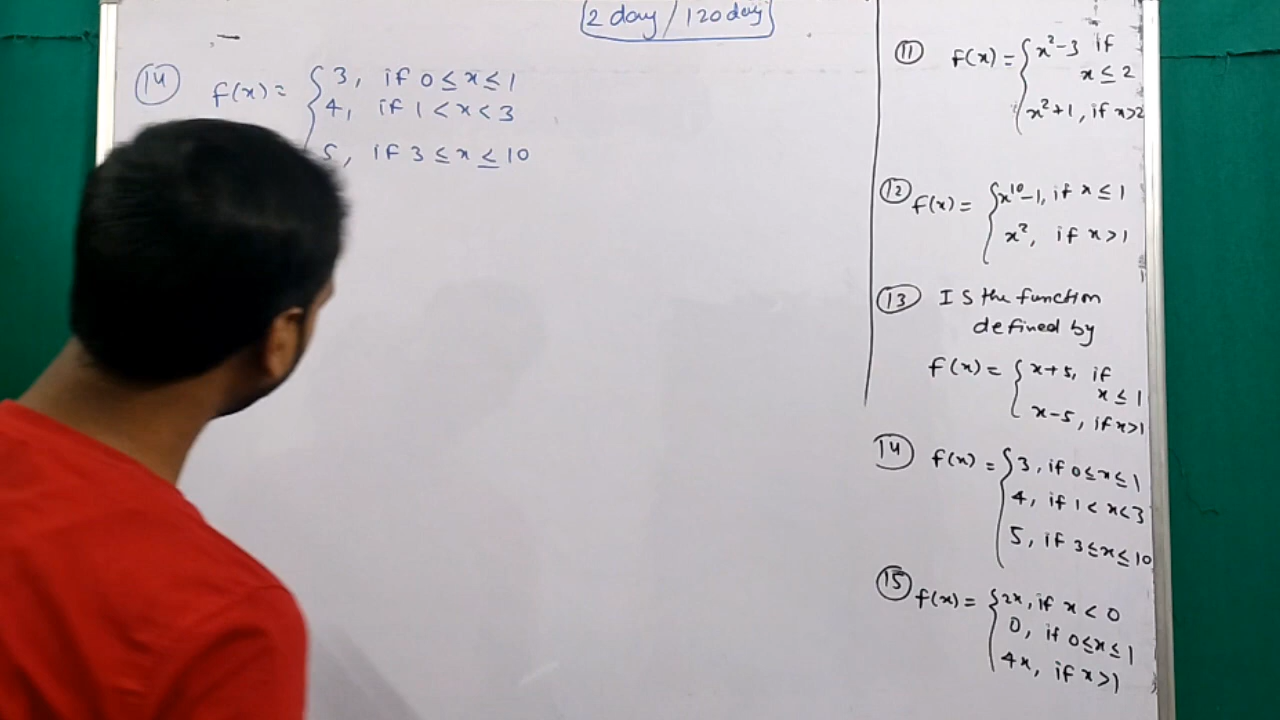 2 day / 120 day
(14) f(x) = { 3, if 0 ≤ x ≤ 1
4, if 1 < x < 3
5, if 3 ≤ x ≤ 10
(11) f(x) = { x²-3 if
x ≤ 2
x²+1, if x>2
(12) f(x) = { x¹⁰-1, if x ≤ 1
x², if x > 1
(13) IS the function
defined by
f(x) = { x+5, if
x ≤ 1
x-5, if x>1
(14) f(x) = { 3, if 0≤x≤1
4, if 1 < x<3
5, if 3≤x≤10
(15) f(x) = { 2x, if x < 0
0, if 0≤x≤1
4x, if x>1